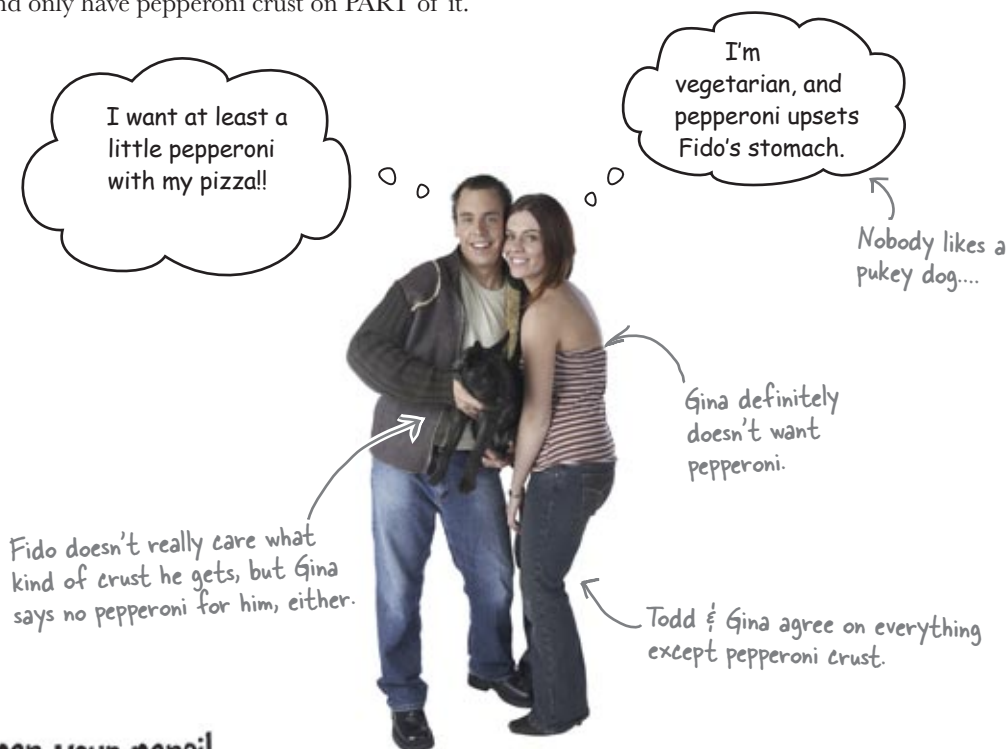 nd only have pepperoni crust on PART of it.
I want at least a
little pepperoni
with my pizza!!
I'm
vegetarian, and
pepperoni upsets
Fido's stomach.
Nobody likes a
pukey dog....
Gina definitely
doesn't want
pepperoni.
Fido doesn't really care what
kind of crust he gets, but Gina
says no pepperoni for him, either.
Todd & Gina agree on everything
except pepperoni crust.
your pencil